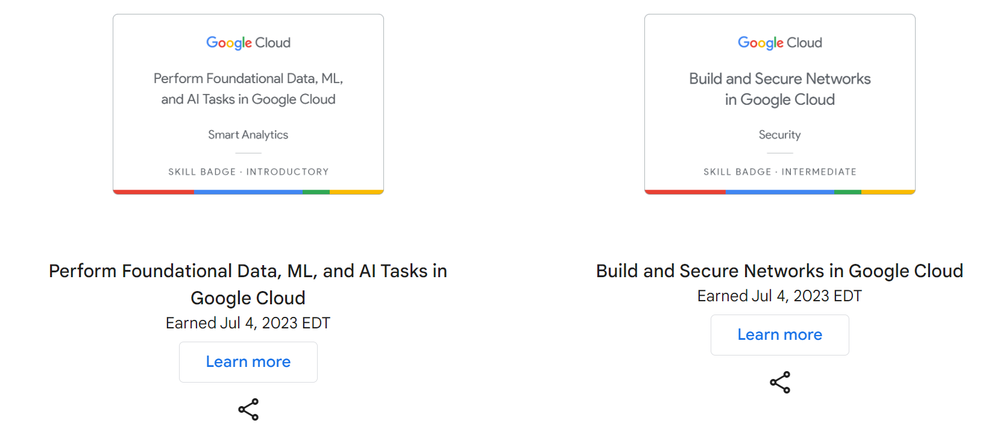 Google Cloud
Perform Foundational Data, ML,
and AI Tasks in Google Cloud
Smart Analytics
SKILL BADGE · INTRODUCTORY
Perform Foundational Data, ML, and AI Tasks in
Google Cloud
Earned Jul 4, 2023 EDT
Learn more
Google Cloud
Build and Secure Networks
in Google Cloud
Security
SKILL BADGE · INTERMEDIATE
Build and Secure Networks in Google Cloud
Earned Jul 4, 2023 EDT
Learn more